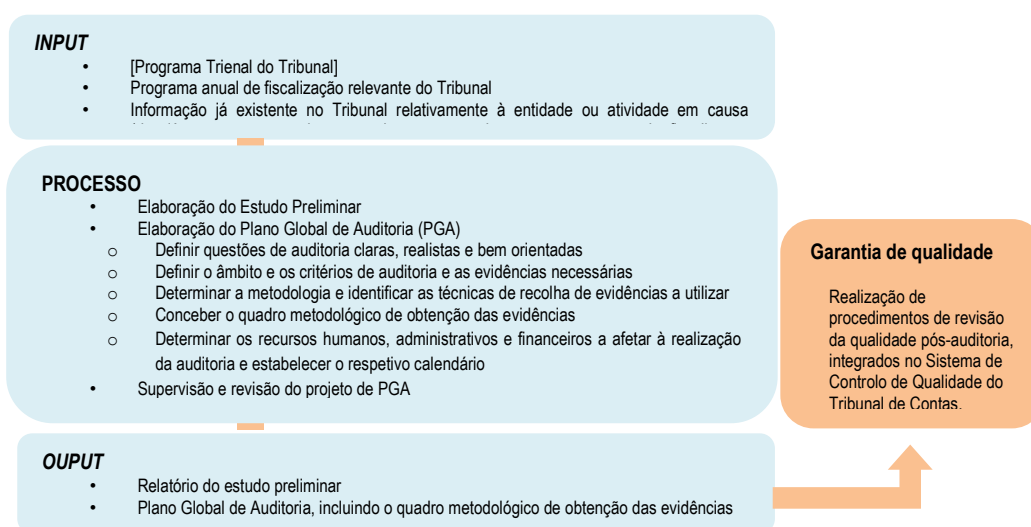 INPUT
• [Programa Trienal do Tribunal]
• Programa anual de fiscalização relevante do Tribunal
• Informação já existente no Tribunal relativamente à entidade ou atividade em causa
PROCESSO
• Elaboração do Estudo Preliminar
• Elaboração do Plano Global de Auditoria (PGA)
o Definir questões de auditoria claras, realistas e bem orientadas
o Definir o âmbito e os critérios de auditoria e as evidências necessárias
o Determinar a metodologia e identificar as técnicas de recolha de evidências a utilizar
o Conceber o quadro metodológico de obtenção das evidências
o Determinar os recursos humanos, administrativos e financeiros a afetar à realização
da auditoria e estabelecer o respetivo calendário
• Supervisão e revisão do projeto de PGA
Garantia de qualidade
Realização de
procedimentos de revisão
da qualidade pós-auditoria,
integrados no Sistema de
Controlo de Qualidade do
Tribunal de Contas.
OUPUT
• Relatório do estudo preliminar
• Plano Global de Auditoria, incluindo o quadro metodológico de obtenção das evidências